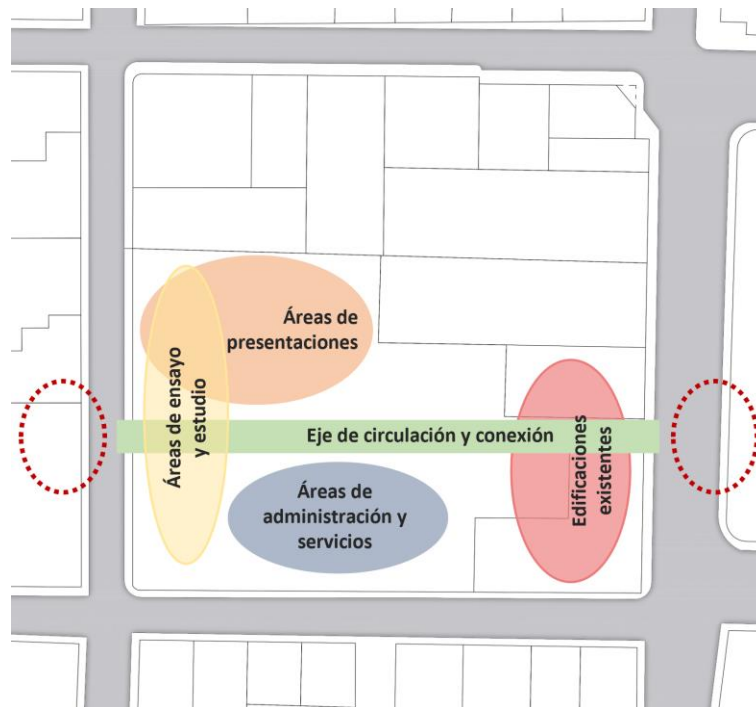 Áreas de
presentaciones
Áreas de ensayo
y estudio
Eje de circulación y conexión
Edificaciones
existentes
Áreas de
administración y
servicios